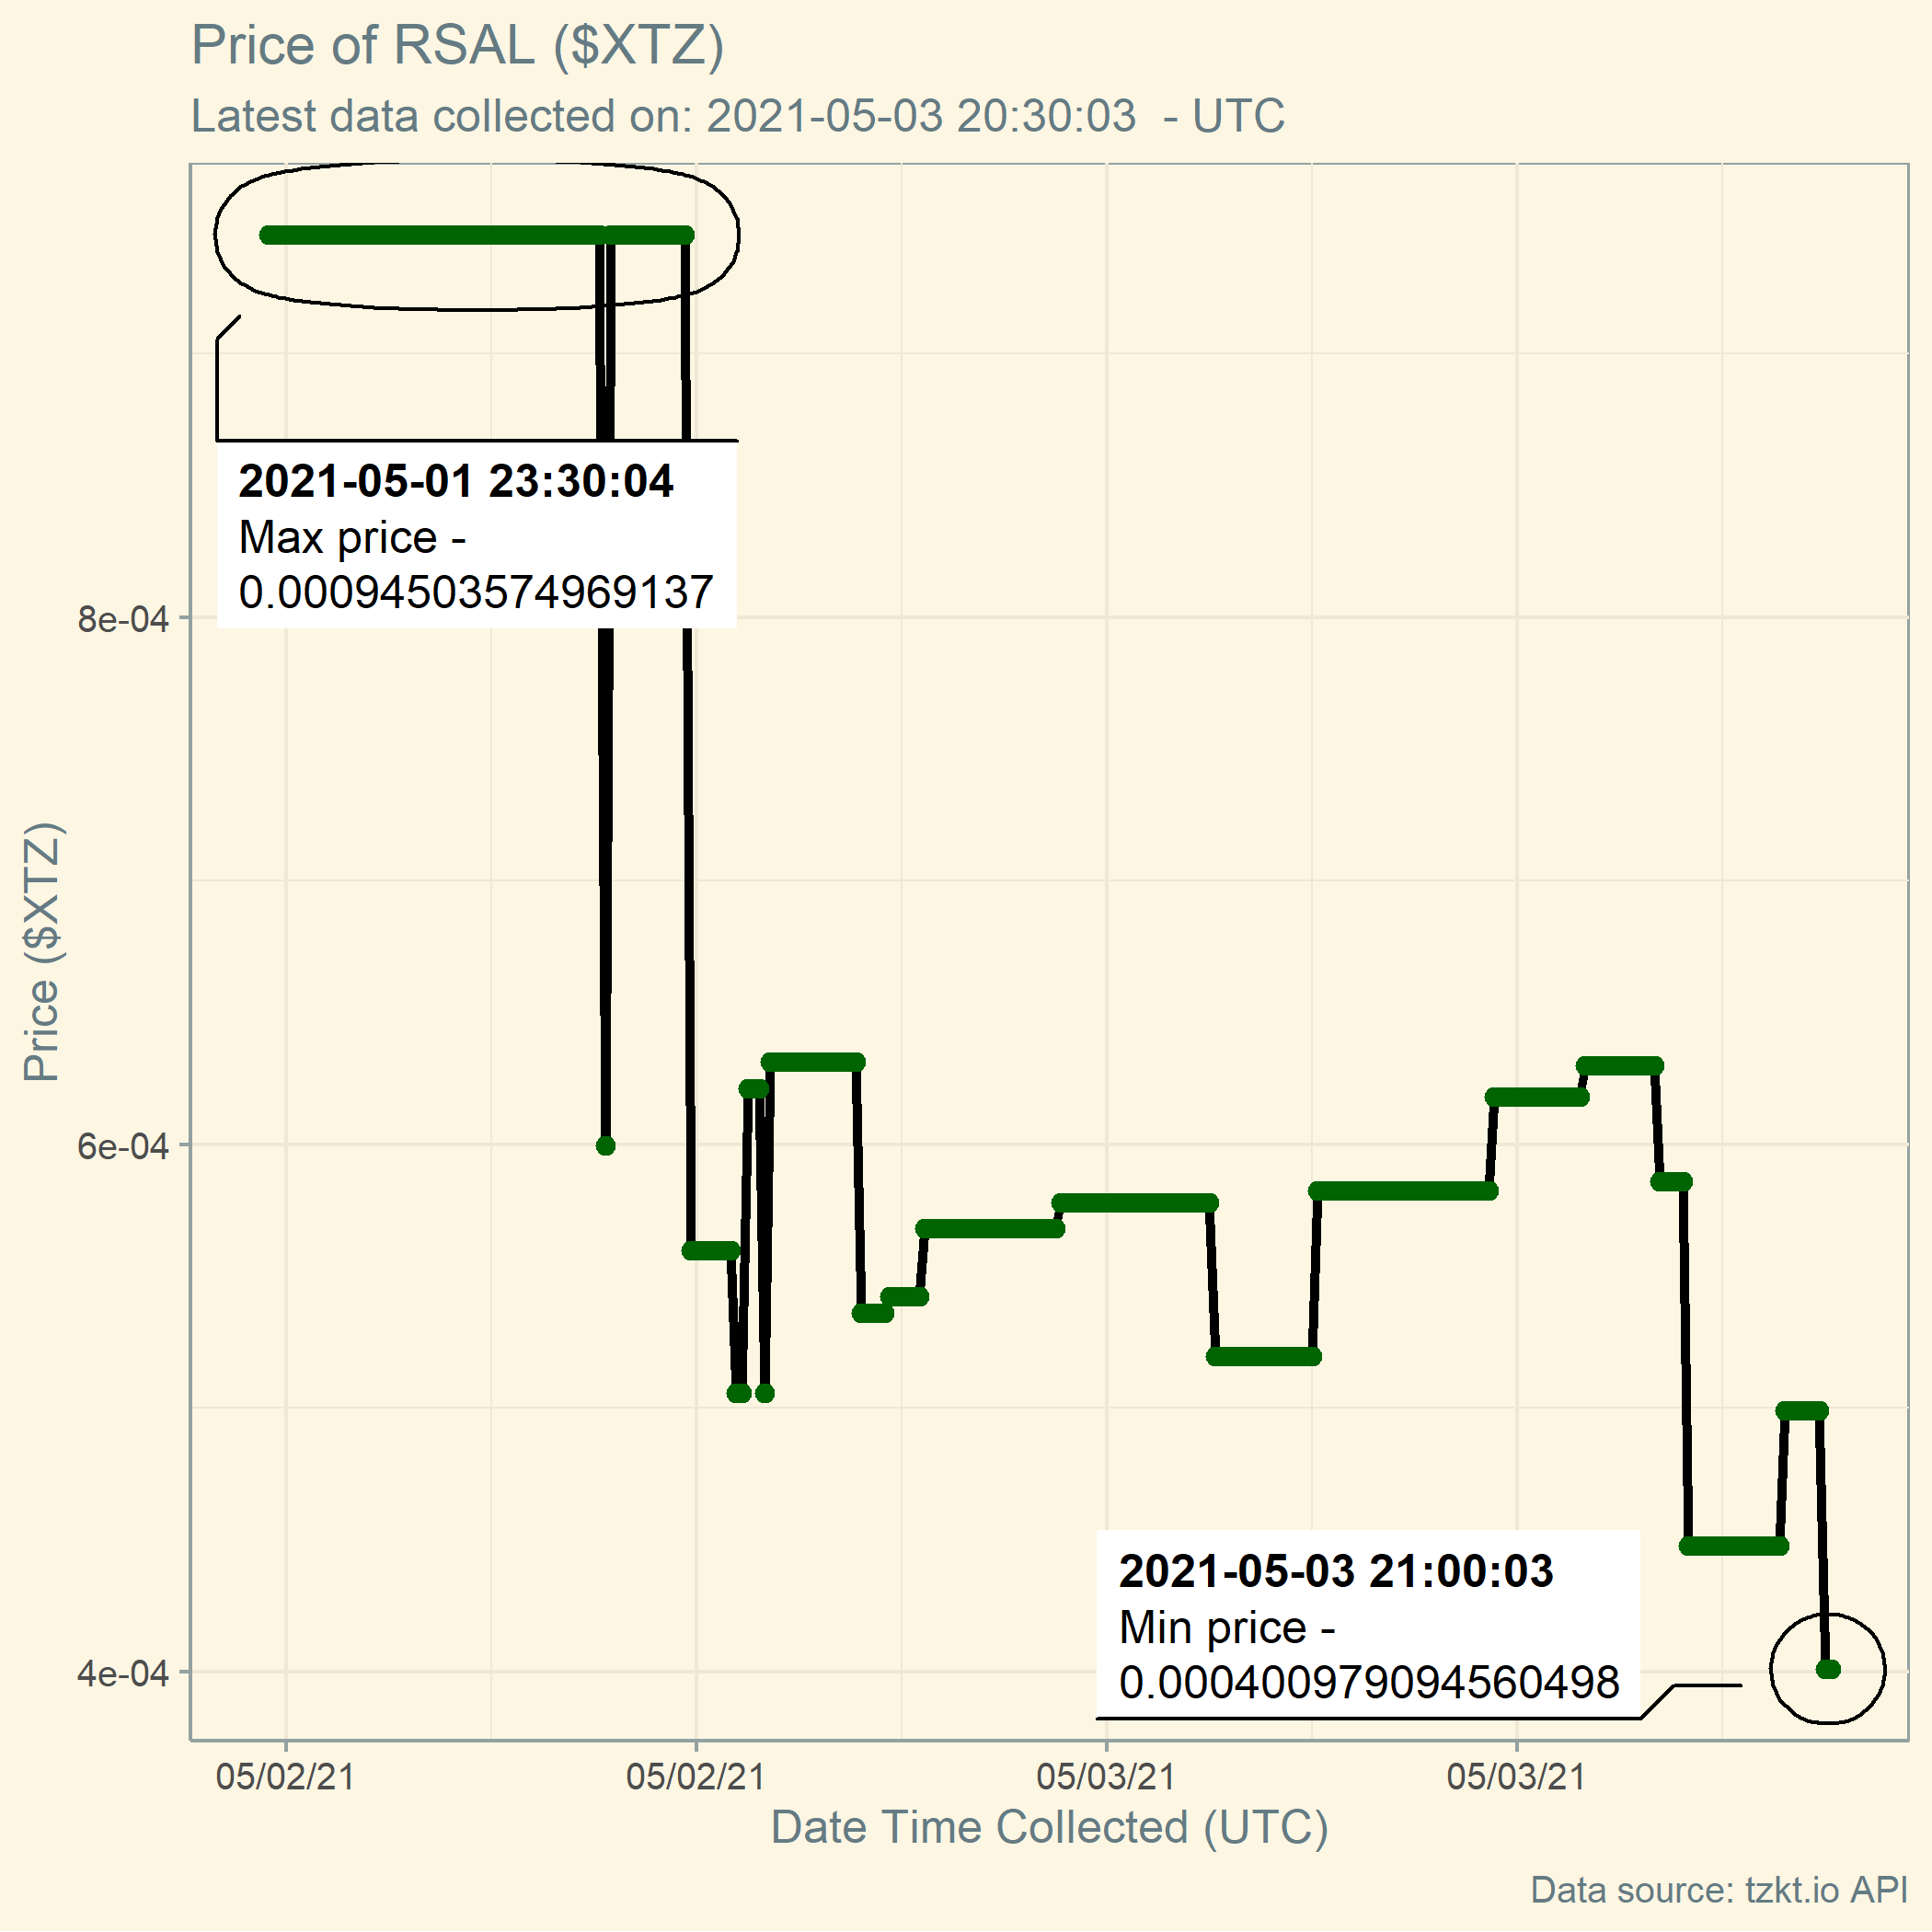 Price of RSAL ($XTZ)
Latest data collected on: 2021-05-03 20:30:03  - UTC
2021-05-01 23:30:04
Max price -
0.00094503574969137
8e-04
Price ($XTZ)
6e-04
2021-05-03 21:00:03
Min price -
0.000400979094560498
4e-04
05/02/21 05/02/21 05/03/21 05/03/21
Date Time Collected (UTC)
Data source: tzkt.io API